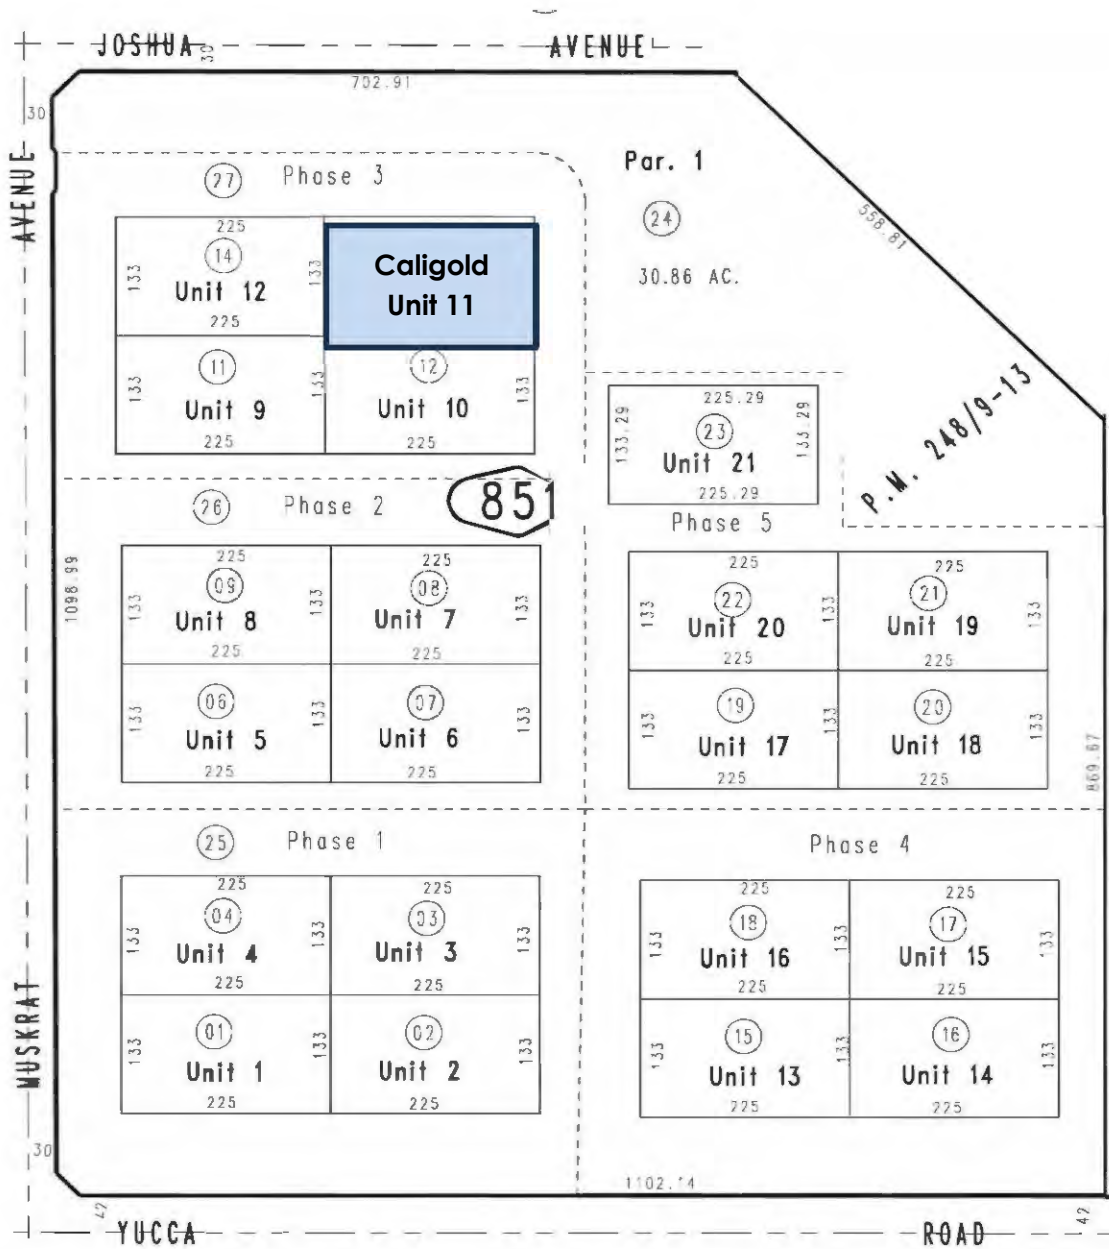 JOSHUA AVENUE
30
702.91
30
AVENUE
27 Phase 3
Par. 1
24
30.86 AC.
558.81
225
14
133 Unit 12 133
225
Caligold
Unit 11
11
133 Unit 9 133
225
12
Unit 10 133
225
225.29
23
133.29 Unit 21 133.29
225.29
P.M. 248/9-13
851
26 Phase 2
Phase 5
1098.99
225
09
133 Unit 8 133
225
225
08
Unit 7 133
225
06
133 Unit 5 133
225
07
Unit 6 133
225
225
22
133 Unit 20 133
225
225
21
Unit 19 133
225
19
133 Unit 17 133
225
20
Unit 18 133
225
869.67
25 Phase 1
Phase 4
225
04
133 Unit 4 133
225
225
03
Unit 3 133
225
01
133 Unit 1 133
225
02
Unit 2 133
225
225
18
133 Unit 16 133
225
225
17
Unit 15 133
225
15
133 Unit 13 133
225
16
Unit 14 133
225
MUSKRAT
30
1102.14
42
42
YUCCA ROAD